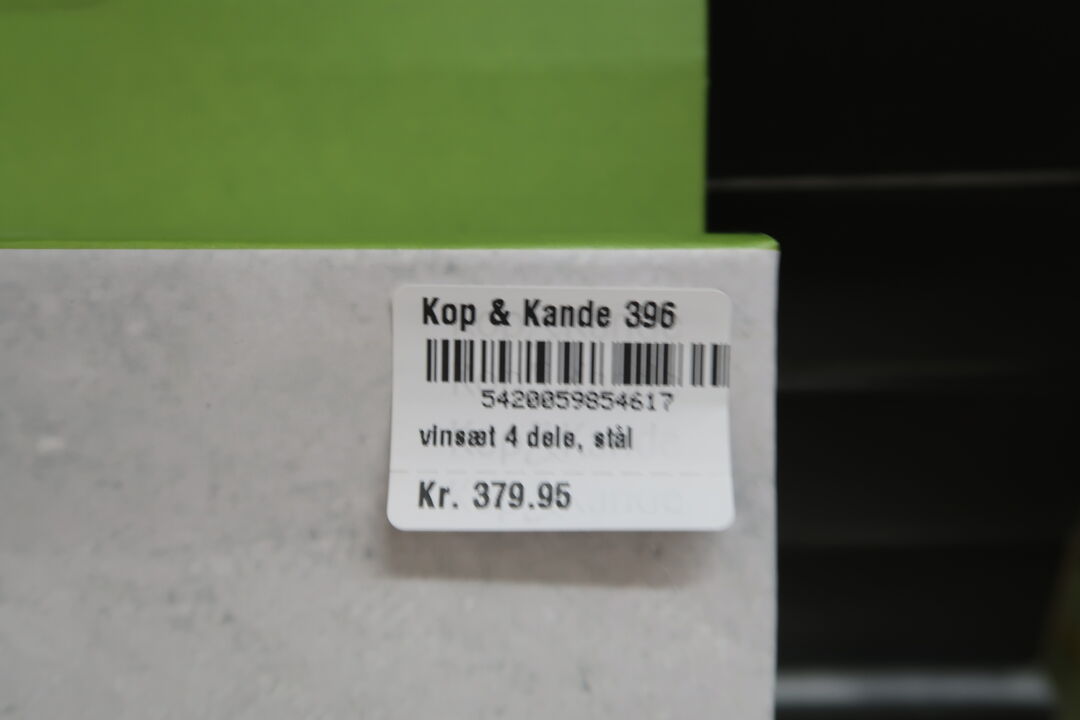 Kop & Kande 396
5420059854617
vinsæt 4 dele, stål
Kr. 379.95